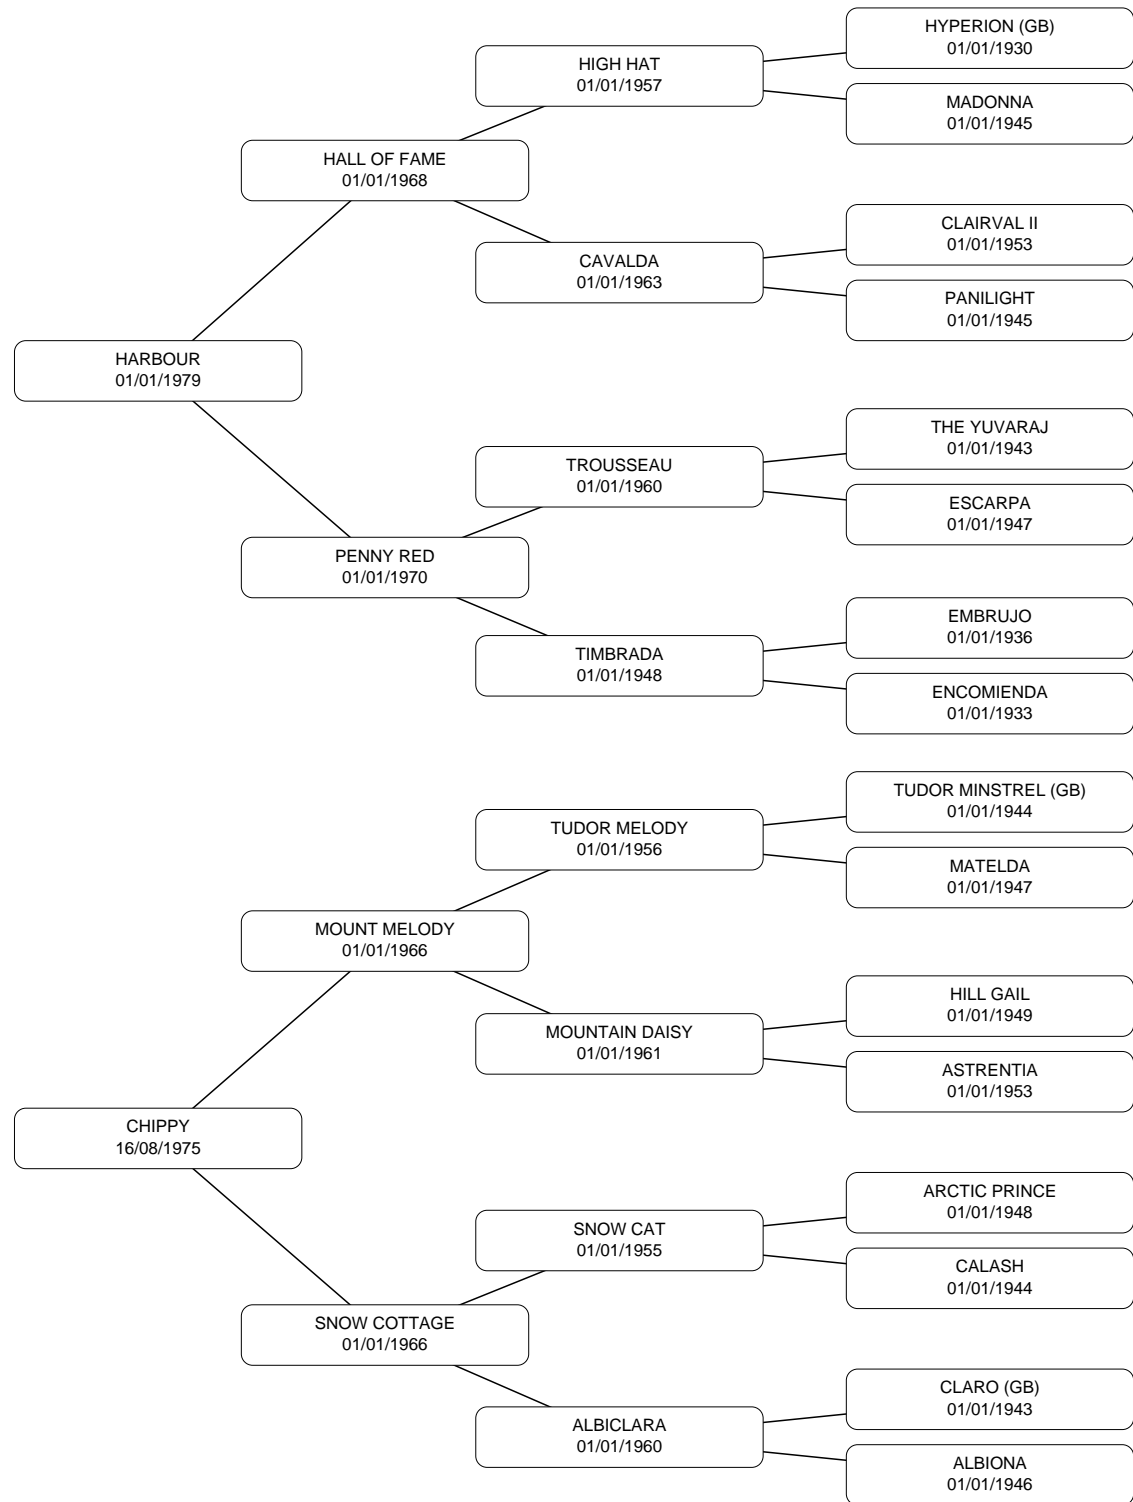 HYPERION (GB)
01/01/1930
HIGH HAT
01/01/1957
MADONNA
01/01/1945
HALL OF FAME
01/01/1968
CLAIRVAL II
01/01/1953
CAVALDA
01/01/1963
PANILIGHT
01/01/1945
HARBOUR
01/01/1979
THE YUVARAJ
01/01/1943
TROUSSEAU
01/01/1960
ESCARPA
01/01/1947
PENNY RED
01/01/1970
EMBRUJO
01/01/1936
TIMBRADA
01/01/1948
ENCOMIENDA
01/01/1933
TUDOR MINSTREL (GB)
01/01/1944
TUDOR MELODY
01/01/1956
MATELDA
01/01/1947
MOUNT MELODY
01/01/1966
HILL GAIL
01/01/1949
MOUNTAIN DAISY
01/01/1961
ASTRENTIA
01/01/1953
CHIPPY
16/08/1975
ARCTIC PRINCE
01/01/1948
SNOW CAT
01/01/1955
CALASH
01/01/1944
SNOW COTTAGE
01/01/1966
CLARO (GB)
01/01/1943
ALBICLARA
01/01/1960
ALBIONA
01/01/1946